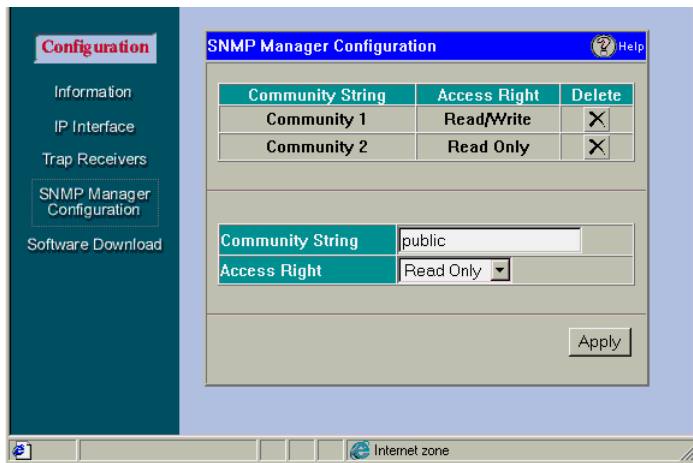 Configuration
Information
IP Interface
Trap Receivers
SNMP Manager
Configuration
Software Download
SNMP Manager Configuration
? Help
Community String Access Right Delete
Community 1 Read/Write X
Community 2 Read Only X
Community String public
Access Right Read Only
Apply
Internet zone